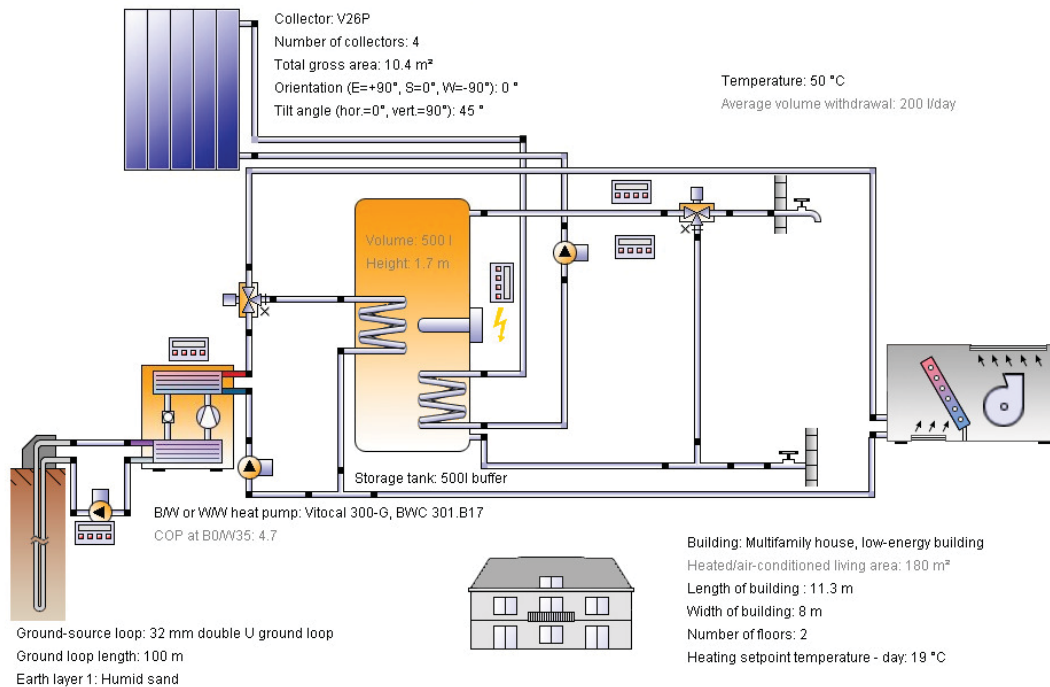 Collector: V26P
Number of collectors: 4
Total gross area: 10.4 m²
Orientation (E=+90°, S=0°, W=-90°): 0 °
Tilt angle (hor.=0°, vert.=90°): 45 °
Temperature: 50 °C
Average volume withdrawal: 200 l/day
Volume: 500 l
Height: 1.7 m
Storage tank: 500l buffer
B/W or W/W heat pump: Vitocal 300-G, BWC 301.B17
COP at B0/W35: 4.7
Ground-source loop: 32 mm double U ground loop
Ground loop length: 100 m
Earth layer 1: Humid sand
Building: Multifamily house, low-energy building
Heated/air-conditioned living area: 180 m²
Length of building : 11.3 m
Width of building: 8 m
Number of floors: 2
Heating setpoint temperature - day: 19 °C